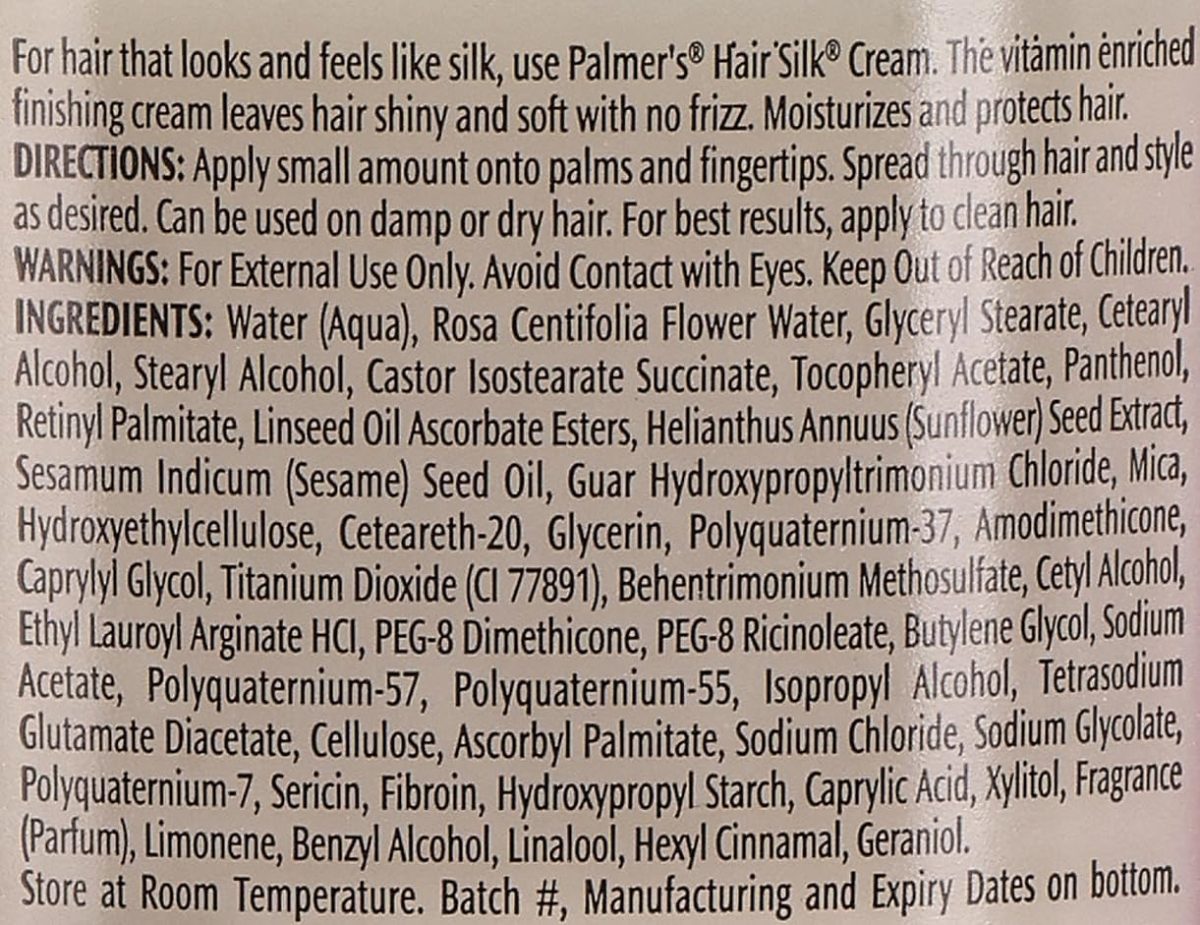 For hair that looks and feels like silk, use Palmer's® Hair Silk® Cream. The vitamin enriched
finishing cream leaves hair shiny and soft with no frizz. Moisturizes and protects hair.
DIRECTIONS: Apply small amount onto palms and fingertips. Spread through hair and style
as desired. Can be used on damp or dry hair. For best results, apply to clean hair.
WARNINGS: For External Use Only. Avoid Contact with Eyes. Keep Out of Reach of Children.
INGREDIENTS: Water (Aqua), Rosa Centifolia Flower Water, Glyceryl Stearate, Cetearyl
Alcohol, Stearyl Alcohol, Castor Isostearate Succinate, Tocopheryl Acetate, Panthenol,
Retinyl Palmitate, Linseed Oil Ascorbate Esters, Helianthus Annuus (Sunflower) Seed Extract,
Sesamum Indicum (Sesame) Seed Oil, Guar Hydroxypropyltrimonium Chloride, Mica,
Hydroxyethylcellulose, Ceteareth-20, Glycerin, Polyquaternium-37, Amodimethicone,
Caprylyl Glycol, Titanium Dioxide (CI 77891), Behentrimonium Methosulfate, Cetyl Alcohol,
Ethyl Lauroyl Arginate HCl, PEG-8 Dimethicone, PEG-8 Ricinoleate, Butylene Glycol, Sodium
Acetate, Polyquaternium-57, Polyquaternium-55, Isopropyl Alcohol, Tetrasodium
Glutamate Diacetate, Cellulose, Ascorbyl Palmitate, Sodium Chloride, Sodium Glycolate,
Polyquaternium-7, Sericin, Fibroin, Hydroxypropyl Starch, Caprylic Acid, Xylitol, Fragrance
(Parfum), Limonene, Benzyl Alcohol, Linalool, Hexyl Cinnamal, Geraniol.
Store at Room Temperature. Batch #, Manufacturing and Expiry Dates on bottom.